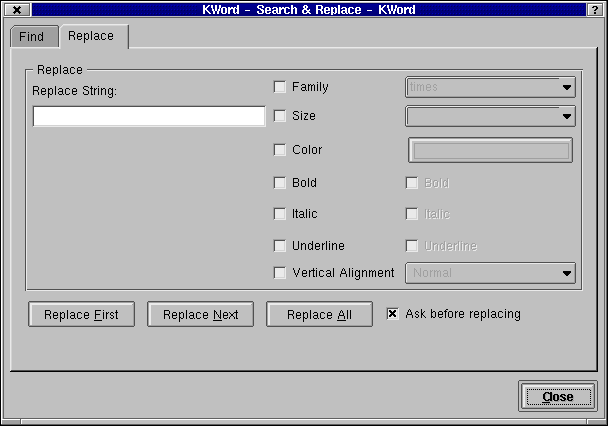 KWord - Search & Replace - KWord
?
Find
Replace
Replace
Replace String:
Family
times
Size
Color
Bold
Bold
Italic
Italic
Underline
Underline
Vertical Alignment
Normal
Replace First
Replace Next
Replace All
Ask before replacing
Close